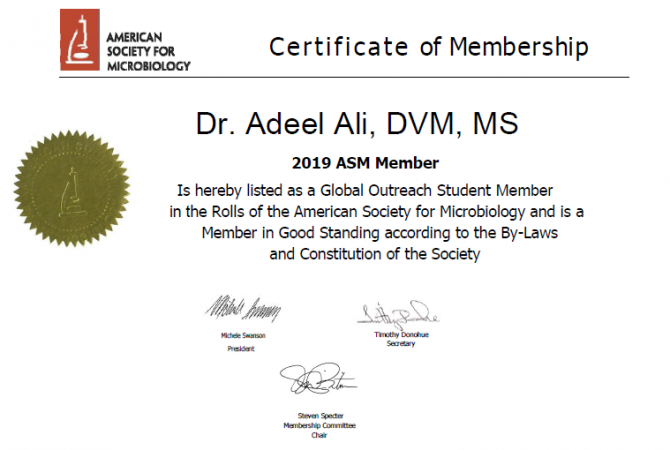 AMERICAN
SOCIETY FOR
MICROBIOLOGY
Certificate of Membership
Dr. Adeel Ali, DVM, MS
2019 ASM Member
Is hereby listed as a Global Outreach Student Member
in the Rolls of the American Society for Microbiology and is a
Member in Good Standing according to the By-Laws
and Constitution of the Society
Michele Swanson
President
Timothy Donohue
Secretary
Steven Specter
Membership Committee
Chair